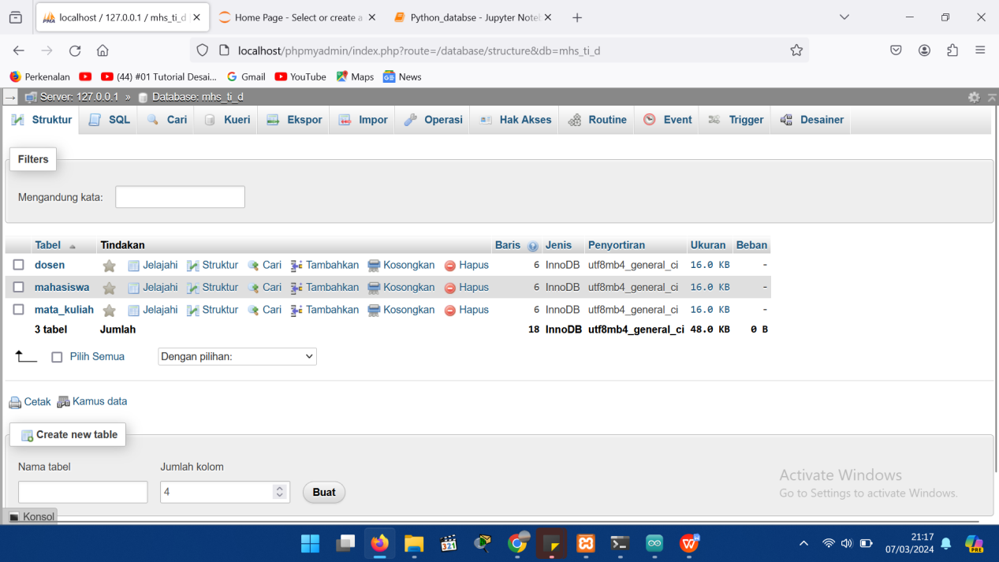 localhost / 127.0.0.1 / mhs_ti_d
Home Page - Select or create a
Python_databse - Jupyter Note
localhost/phpmyadmin/index.php?route=/database/structure&db=mhs_ti_d
Perkenalan (44) #01 Tutorial Desai... Gmail YouTube Maps News
Server: 127.0.0.1 » Database: mhs_ti_d
Struktur SQL Cari Kueri Ekspor Impor Operasi Hak Akses Routine Event Trigger Desainer
Filters
Mengandung kata:
Tabel Tindakan Baris Jenis Penyortiran Ukuran Beban
dosen Jelajahi Struktur Cari Tambahkan Kosongkan Hapus 6 InnoDB utf8mb4_general_ci 16.0 KB -
mahasiswa Jelajahi Struktur Cari Tambahkan Kosongkan Hapus 6 InnoDB utf8mb4_general_ci 16.0 KB -
mata_kuliah Jelajahi Struktur Cari Tambahkan Kosongkan Hapus 6 InnoDB utf8mb4_general_ci 16.0 KB -
3 tabel Jumlah 18 InnoDB utf8mb4_general_ci 48.0 KB 0 B
Pilih Semua Dengan pilihan:
Cetak Kamus data
Create new table
Nama tabel Jumlah kolom
4 Buat
Activate Windows
Go to Settings to activate Windows.
Konsol
21:17
07/03/2024